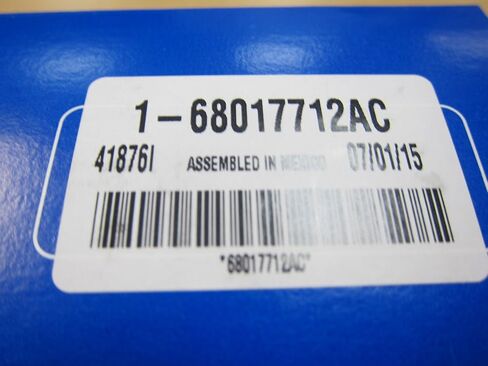 1-68017712AC
41876I ASSEMBLED IN MEXICO 07/01/15
*68017712AC*